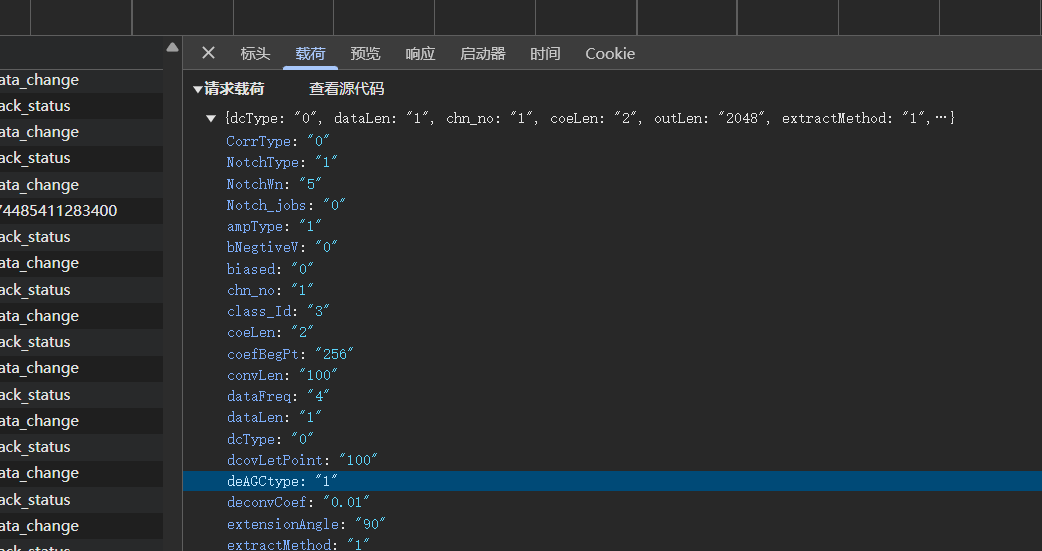 标头 载荷 预览 响应 启动器 时间 Cookie
ata_change
ack_status
ata_change
ack_status
ata_change
74485411283400
ack_status
ata_change
ack_status
ata_change
ack_status
ata_change
ack_status
ata_change
ack_status
ata_change
ack_status
ata_change
ack_status
▼请求载荷 查看源代码
▼ {dcType: "0", dataLen: "1", chn_no: "1", coeLen: "2", outLen: "2048", extractMethod: "1",…}
CorrType: "0"
NotchType: "1"
NotchWn: "5"
Notch_jobs: "0"
ampType: "1"
bNegtiveV: "0"
biased: "0"
chn_no: "1"
class_Id: "3"
coeLen: "2"
coefBegPt: "256"
convLen: "100"
dataFreq: "4"
dataLen: "1"
dcType: "0"
dcovLetPoint: "100"
deAGCtype: "1"
deconvCoef: "0.01"
extensionAngle: "90"
extractMethod: "1"